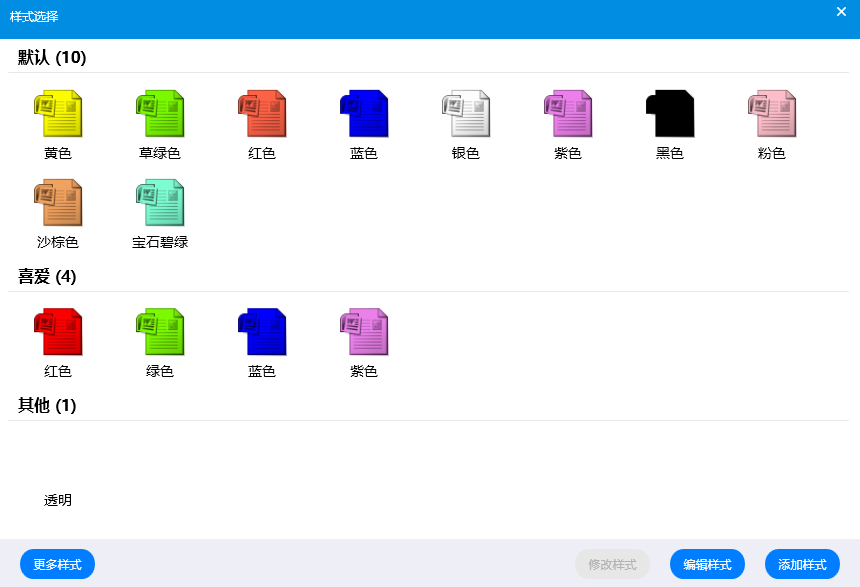 样式选择
默认 (10)
黄色 草绿色 红色 蓝色 银色 紫色 黑色 粉色
沙棕色 宝石碧绿
喜爱 (4)
红色 绿色 蓝色 紫色
其他 (1)
透明
更多样式 修改样式 编辑样式 添加样式